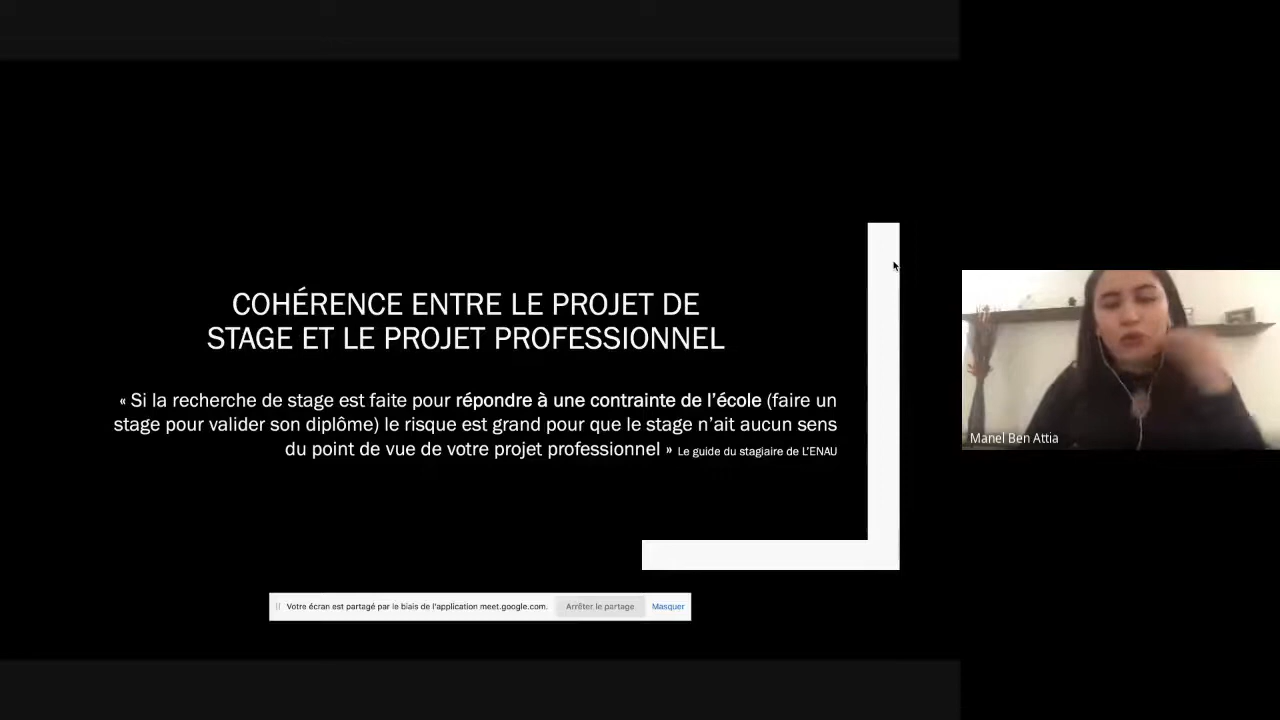 COHÉRENCE ENTRE LE PROJET DE
STAGE ET LE PROJET PROFESSIONNEL
« Si la recherche de stage est faite pour répondre à une contrainte de l’école (faire un
stage pour valider son diplôme) le risque est grand pour que le stage n’ait aucun sens
du point de vue de votre projet professionnel » Le guide du stagiaire de L’ENAU
Manel Ben Attia
Votre écran est partagé par le biais de l'application meet.google.com. Arrêter le partage Masquer